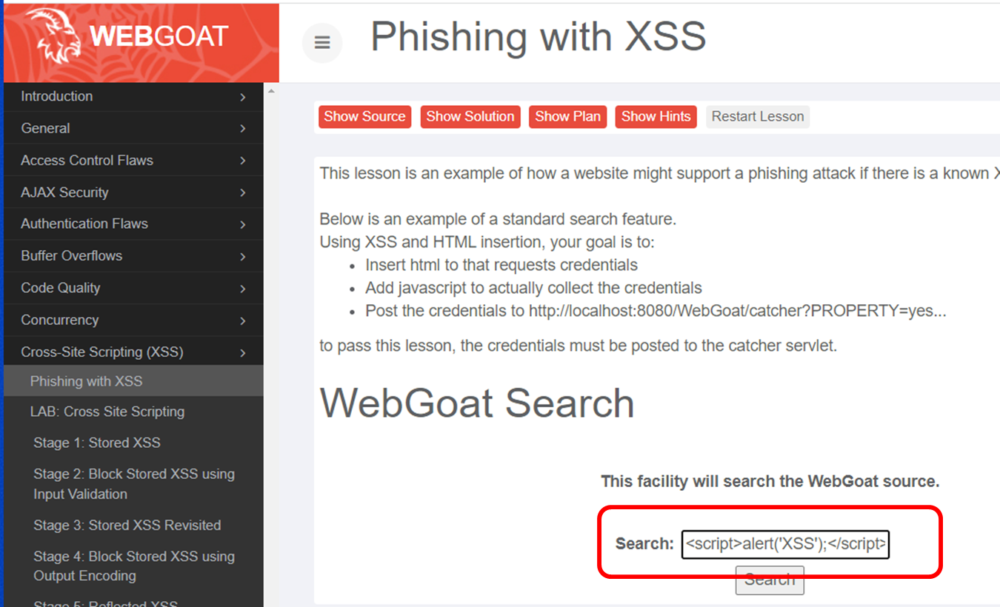 WEBGOAT
Phishing with XSS
Introduction
General
Access Control Flaws
AJAX Security
Authentication Flaws
Buffer Overflows
Code Quality
Concurrency
Cross-Site Scripting (XSS)
Phishing with XSS
LAB: Cross Site Scripting
Stage 1: Stored XSS
Stage 2: Block Stored XSS using
Input Validation
Stage 3: Stored XSS Revisited
Stage 4: Block Stored XSS using
Output Encoding
Stage 5: Reflected XSS
Show Source Show Solution Show Plan Show Hints Restart Lesson
This lesson is an example of how a website might support a phishing attack if there is a known X
Below is an example of a standard search feature.
Using XSS and HTML insertion, your goal is to:
• Insert html to that requests credentials
• Add javascript to actually collect the credentials
• Post the credentials to http://localhost:8080/WebGoat/catcher?PROPERTY=yes...
to pass this lesson, the credentials must be posted to the catcher servlet.
WebGoat Search
This facility will search the WebGoat source.
Search: <script>alert('XSS');</script>
Search